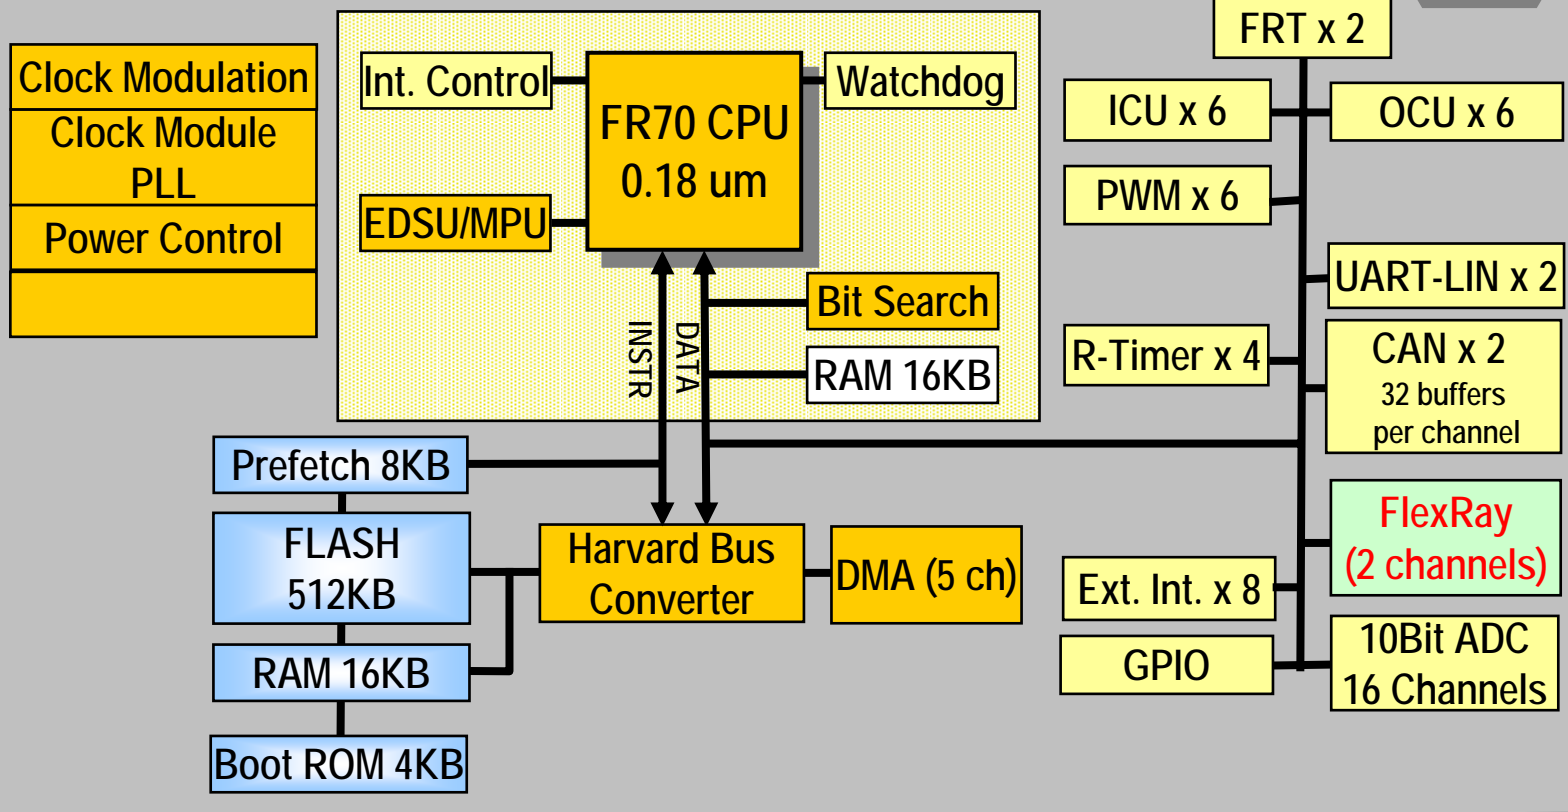 Clock Modulation
Clock Module
PLL
Power Control
Int. Control
FR70 CPU
0.18 um
Watchdog
EDSU/MPU
Bit Search
RAM 16KB
INSTR
DATA
Prefetch 8KB
FLASH
512KB
RAM 16KB
Boot ROM 4KB
Harvard Bus
Converter
DMA (5 ch)
FRT x 2
ICU x 6
OCU x 6
PWM x 6
UART-LIN x 2
R-Timer x 4
CAN x 2
32 buffers
per channel
FlexRay
(2 channels)
Ext. Int. x 8
GPIO
10Bit ADC
16 Channels